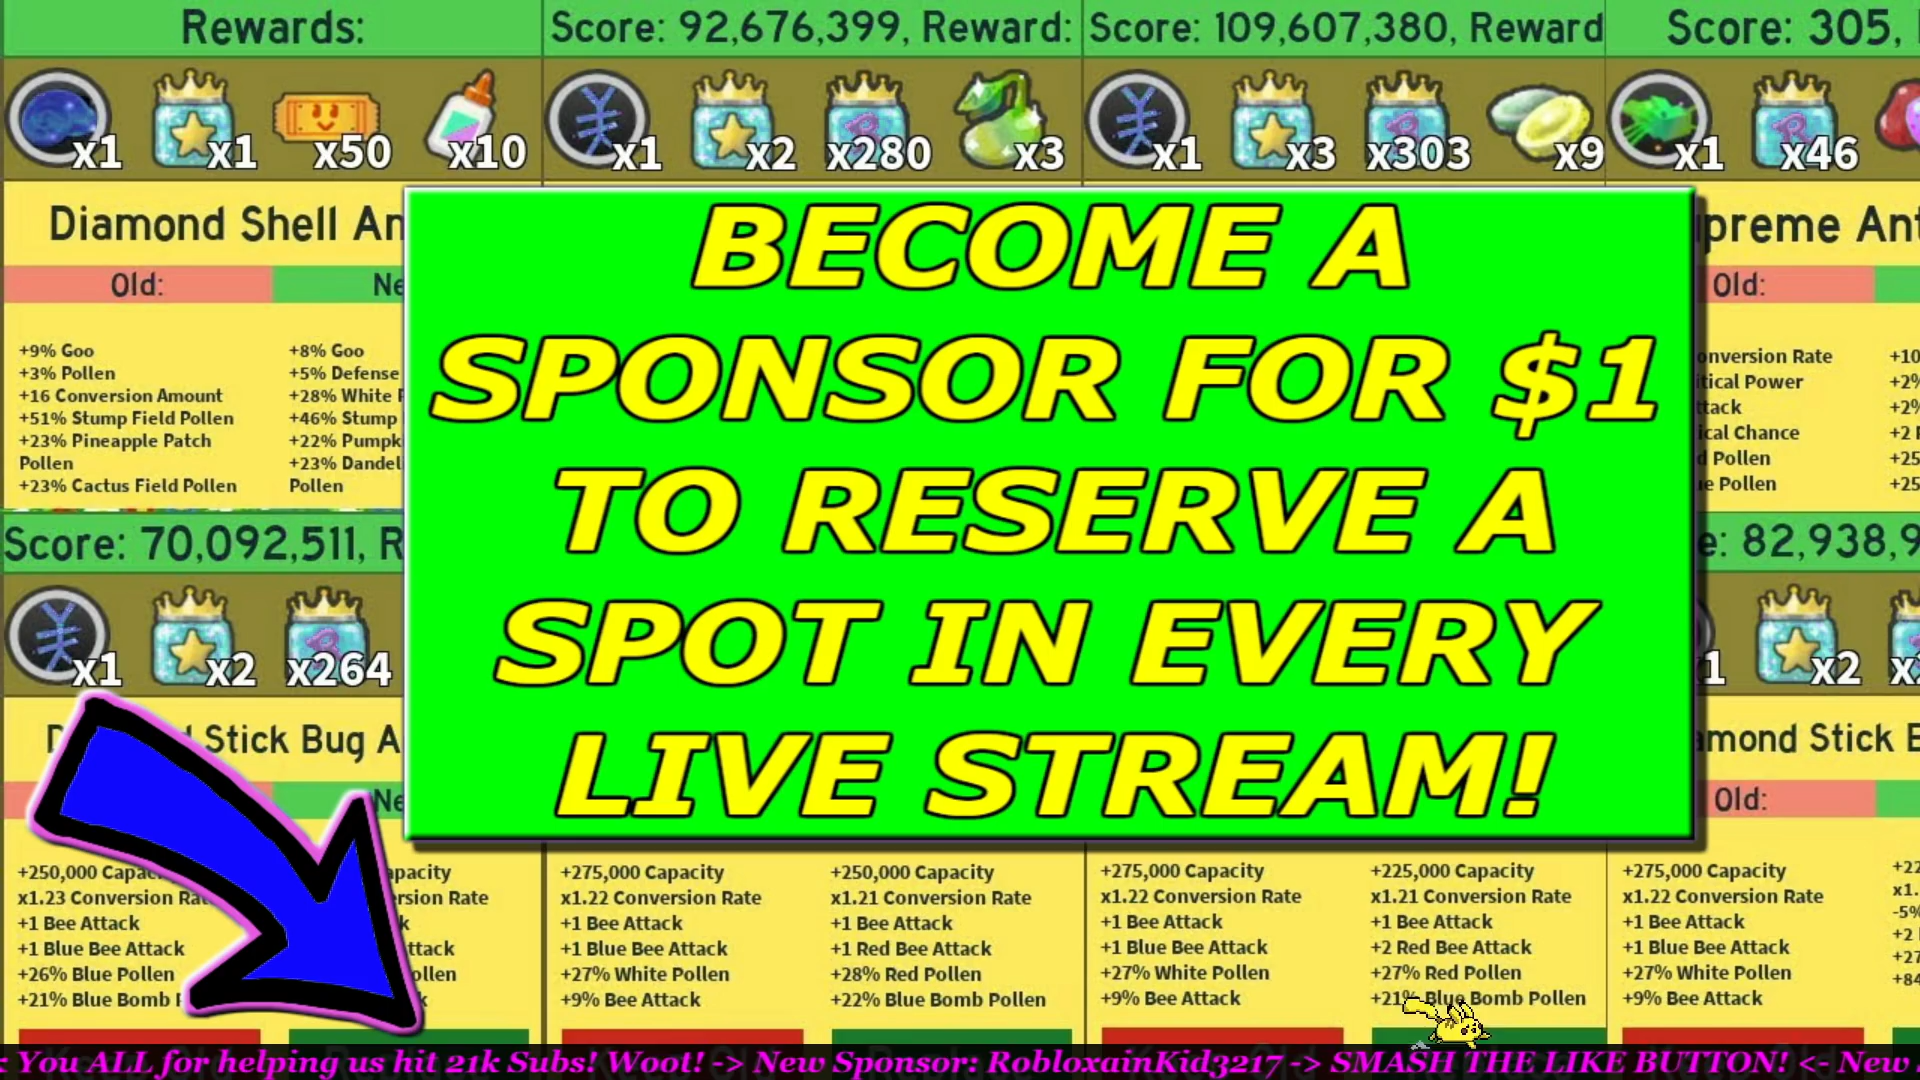 Rewards:
x1 x1 x50 x10
Score: 92,676,399, Reward:
x1 x2 x280 x3
Score: 109,607,380, Reward
x1 x3 x303 x9
Score: 305,
x1 x46
Diamond Shell
Old:
+9% Goo
+3% Pollen
+16 Conversion Amount
+51% Stump Field Pollen
+23% Pineapple Patch
Pollen
+23% Cactus Field Pollen
+8% Goo
+5% Defense
+28% White
+46% Stump
+22%
+23%
Pollen
BECOME A
SPONSOR FOR $1
TO RESERVE A
SPOT IN EVERY
LIVE STREAM!
Old:
onversion Rate
itical Power
ttack
ical Chance
Pollen
Pollen
Score: 70,092,511,
x1 x2 x264
82,938,9
x2
Stick Bug
Stick
Old:
+250,000
x1.23 Conversion
+1 Bee Attack
+1 Blue Bee Attack
+26% Blue Pollen
+21% Blue Bomb
+275,000 Capacity
x1.22 Conversion Rate
+1 Bee Attack
+1 Blue Bee Attack
+27% White Pollen
+9% Bee Attack
+250,000 Capacity
x1.21 Conversion Rate
+1 Bee Attack
+1 Red Bee Attack
+28% Red Pollen
+22% Blue Bomb Pollen
+275,000 Capacity
x1.22 Conversion Rate
+1 Bee Attack
+1 Blue Bee Attack
+27% White Pollen
+9% Bee Attack
+225,000 Capacity
x1.21 Conversion Rate
+1 Bee Attack
+2 Red Bee Attack
+27% Red Pollen
+21% Blue Bomb Pollen
+275,000 Capacity
x1.22 Conversion Rate
+1 Bee Attack
+1 Blue Bee Attack
+27% White Pollen
+9% Bee Attack
You ALL for helping us hit 21k Subs! Woot! -> New Sponsor: RobloxainKid3217 -> SMASH THE LIKE BUTTON! <- New